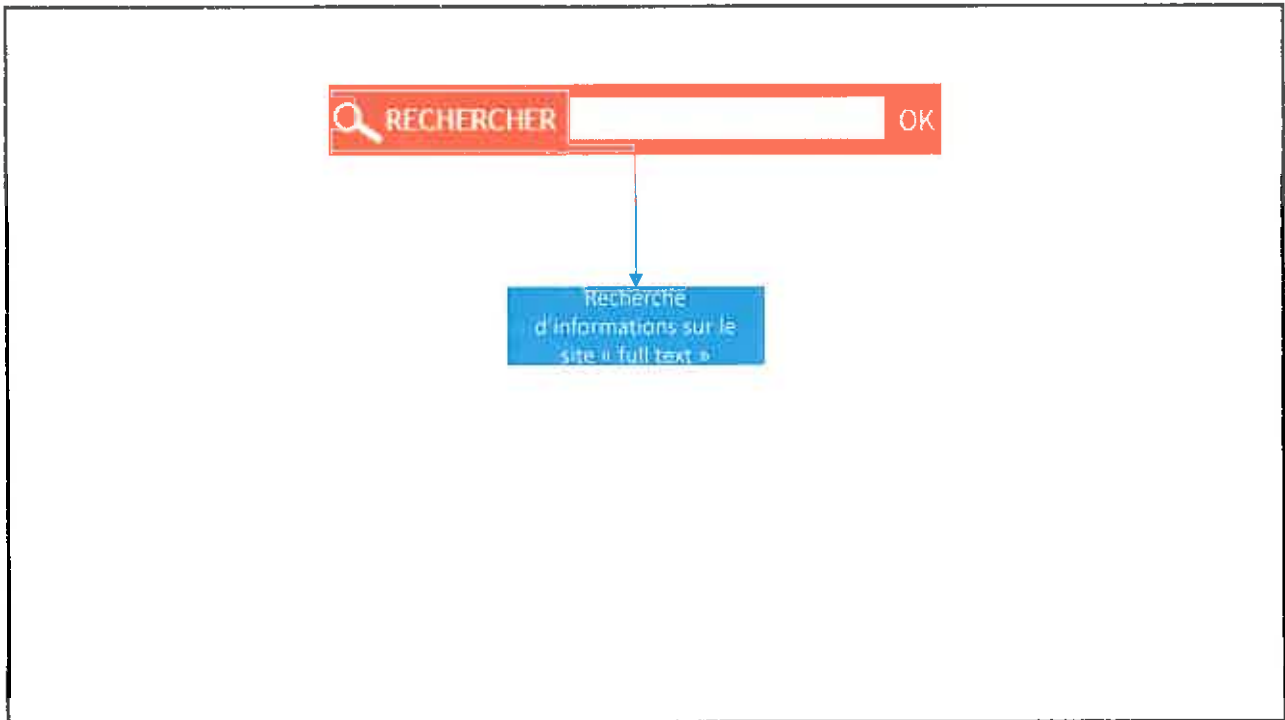 RECHERCHER OK
Recherche
d'informations sur le
site « full text »